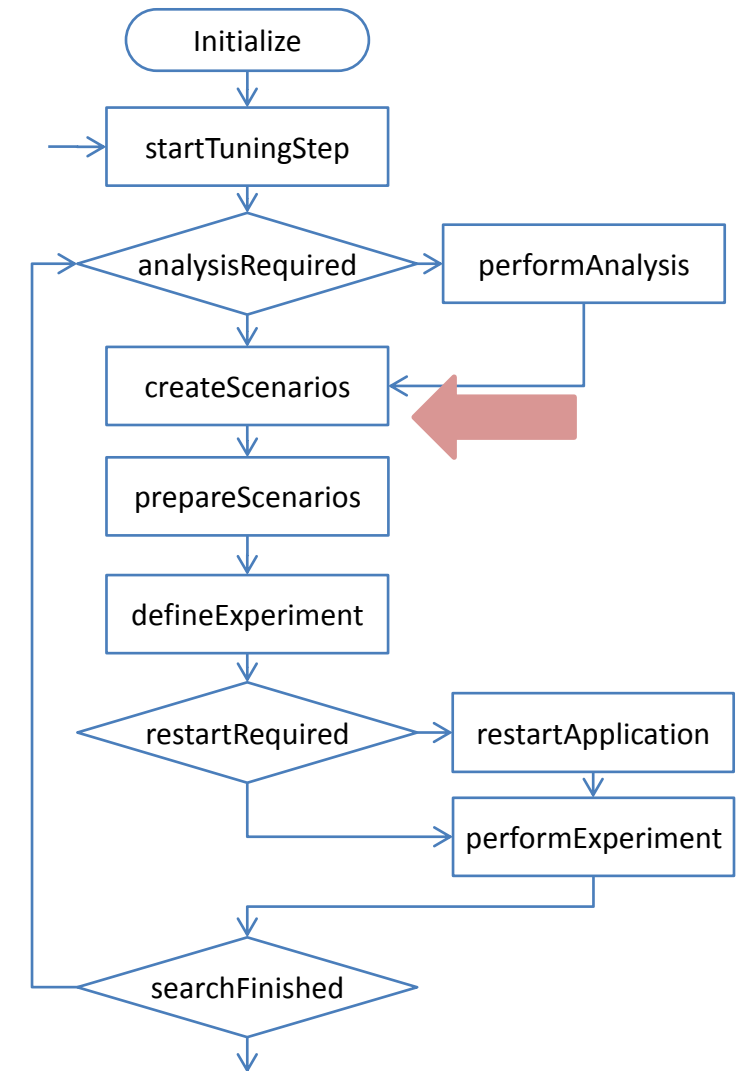 Initialize
startTuningStep
analysisRequired
performAnalysis
createScenarios
prepareScenarios
defineExperiment
restartRequired
restartApplication
performExperiment
searchFinished